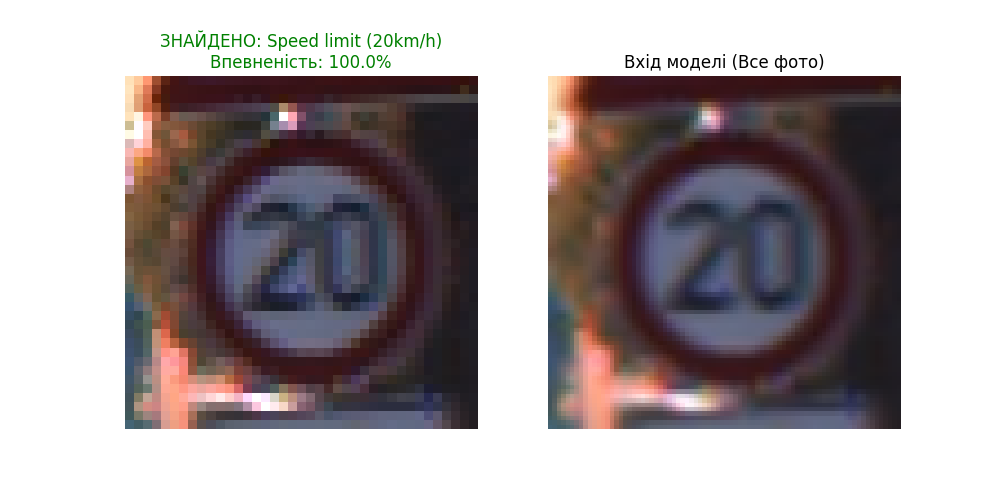 ЗНАЙДЕНО: Speed limit (20km/h)
Впевненість: 100.0%
Вхід моделі (Все фото)
20
20